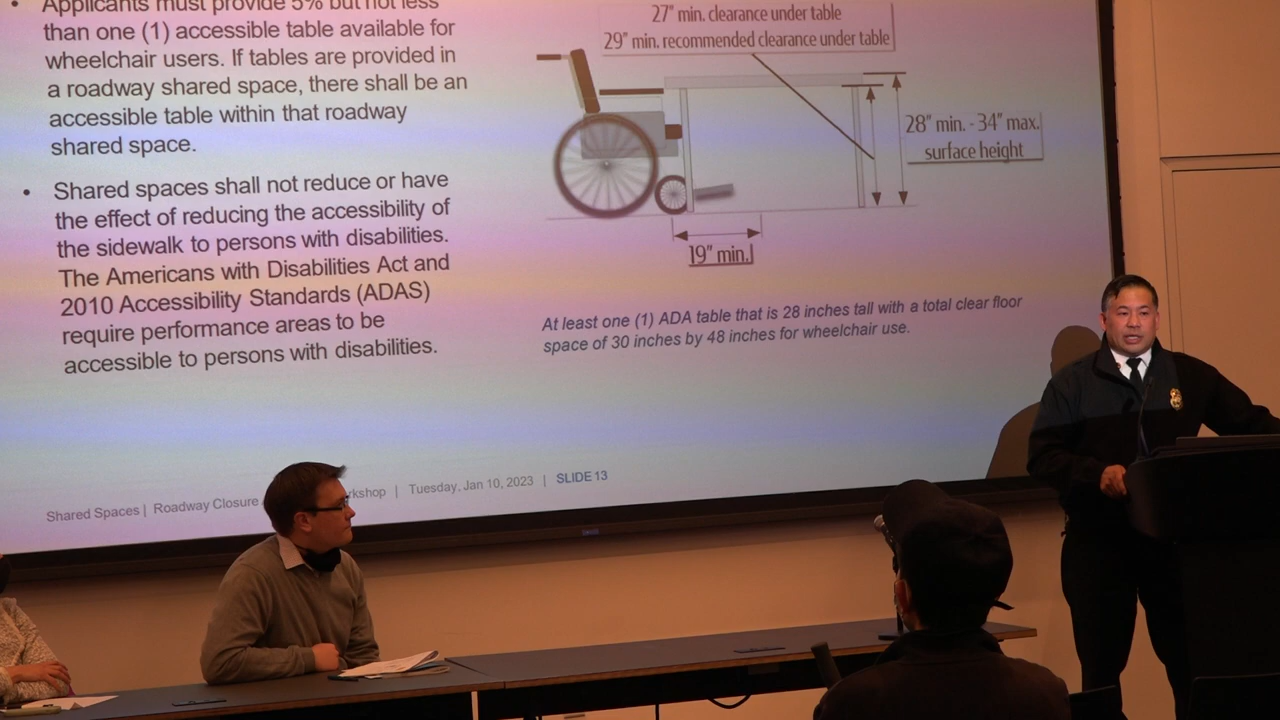 • Applicants must provide 5% but not less
than one (1) accessible table available for
wheelchair users. If tables are provided in
a roadway shared space, there shall be an
accessible table within that roadway
shared space.
• Shared spaces shall not reduce or have
the effect of reducing the accessibility of
the sidewalk to persons with disabilities.
The Americans with Disabilities Act and
2010 Accessibility Standards (ADAS)
require performance areas to be
accessible to persons with disabilities.
27" min. clearance under table
29" min. recommended clearance under table
28" min. - 34" max.
surface height
19" min.
At least one (1) ADA table that is 28 inches tall with a total clear floor
space of 30 inches by 48 inches for wheelchair use.
Shared Spaces | Roadway Closure rkshop | Tuesday, Jan 10, 2023 | SLIDE 13